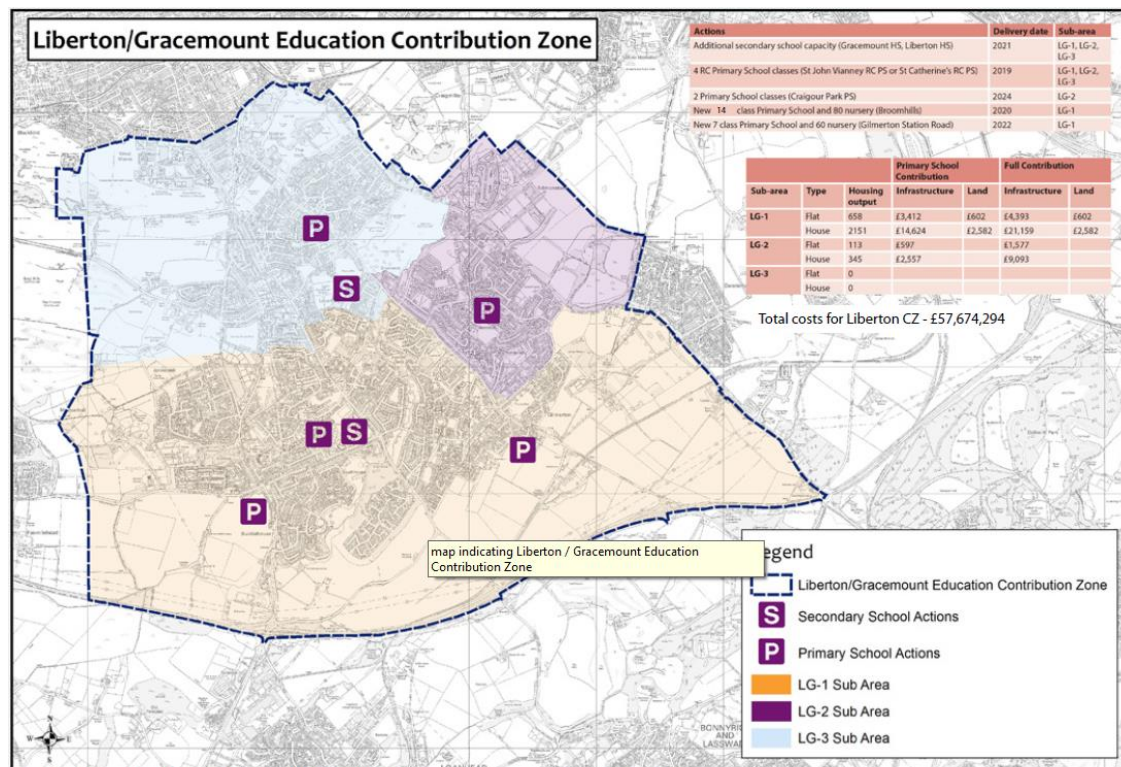 Liberton/Gracemount Education Contribution Zone
Actions Delivery date Sub-area
Additional secondary school capacity (Gracemount HS, Liberton HS) 2021 LG-1, LG-2,
LG-3
4 RC Primary School classes (St John Vianney RC PS or St Catherine's RC PS) 2019 LG-1, LG-2,
LG-3
2 Primary School classes (Craigour Park PS) 2024 LG-2
New 14 class Primary School and 80 nursery (Broomhills) 2020 LG-1
New 7 class Primary School and 60 nursery (Gilmerton Station Road) 2022 LG-1
Primary School Full Contribution
Contribution
Sub-area Type Housing Infrastructure Land Infrastructure Land
output
LG-1 Flat 658 £3,412 £602 £4,393 £602
House 2151 £14,624 £2,582 £21,159 £2,582
LG-2 Flat 113 £597 £1,577
House 345 £2,557 £9,093
LG-3 Flat 0
House 0
Total costs for Liberton CZ - £57,674,294
P
S
P
P
S
P
P
map indicating Liberton / Gracemount Education
Contribution Zone
egend
Liberton/Gracemount Education Contribution Zone
S Secondary School Actions
P Primary School Actions
LG-1 Sub Area
LG-2 Sub Area
LG-3 Sub Area
N
W E
S
BONNYRIG
AND
LASSWA